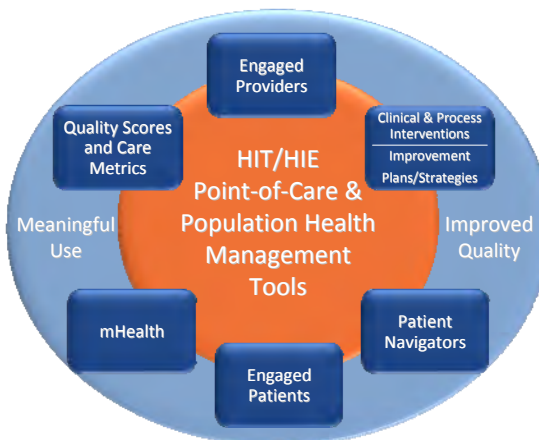 Engaged
Providers
Quality Scores
and Care
Metrics
Clinical & Process
Interventions
Improvement
Plans/Strategies
HIT/HIE
Point-of-Care &
Population Health
Management
Tools
Meaningful
Use
Improved
Quality
mHealth
Patient
Navigators
Engaged
Patients